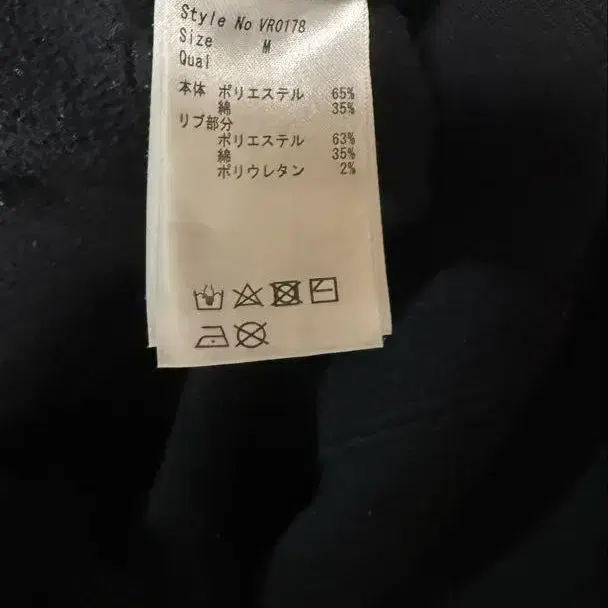 Style No VR0178
Size M
Qual
本体 ポリエステル 65%
綿 35%
リブ部分
ポリエステル 63%
綿 35%
ポリウレタン 2%